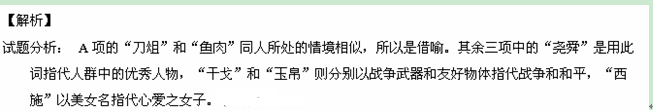 【解析】
试题分析： A 项的“刀俎”和“鱼肉”同人所处的情境相似，所以是借喻。其余三项中的“尧舜”是用此
词指代人群中的优秀人物，“干戈”和“玉帛”则分别以战争武器和友好物体指代战争和和平，“西
施”以美女名指代心爱之女子。